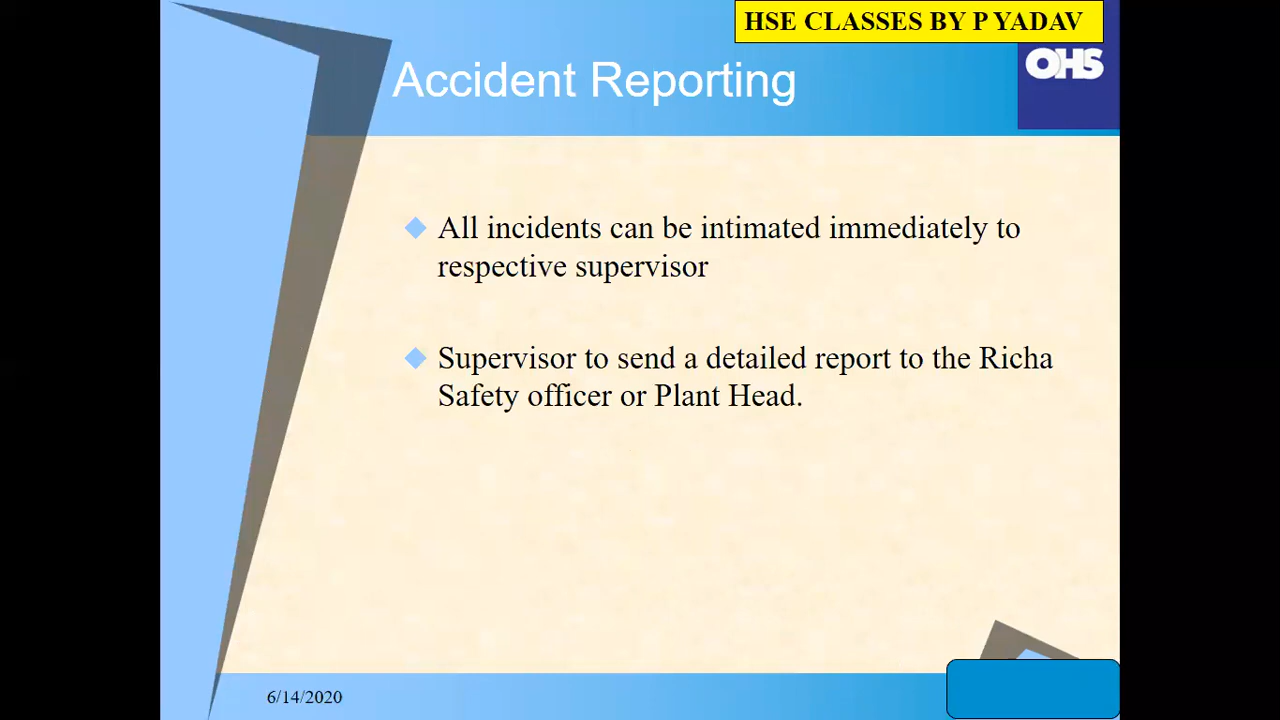 HSE CLASSES BY P YADAV
OHS
Accident Reporting
All incidents can be intimated immediately to
respective supervisor
Supervisor to send a detailed report to the Richa
Safety officer or Plant Head.
6/14/2020